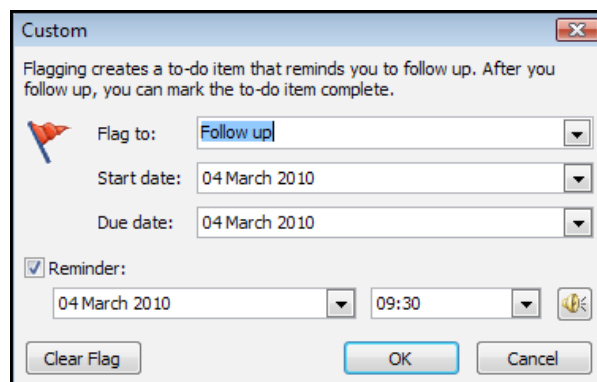 Custom
Flagging creates a to-do item that reminds you to follow up. After you
follow up, you can mark the to-do item complete.
Flag to: Follow up
Start date: 04 March 2010
Due date: 04 March 2010
Reminder:
04 March 2010 09:30
Clear Flag OK Cancel